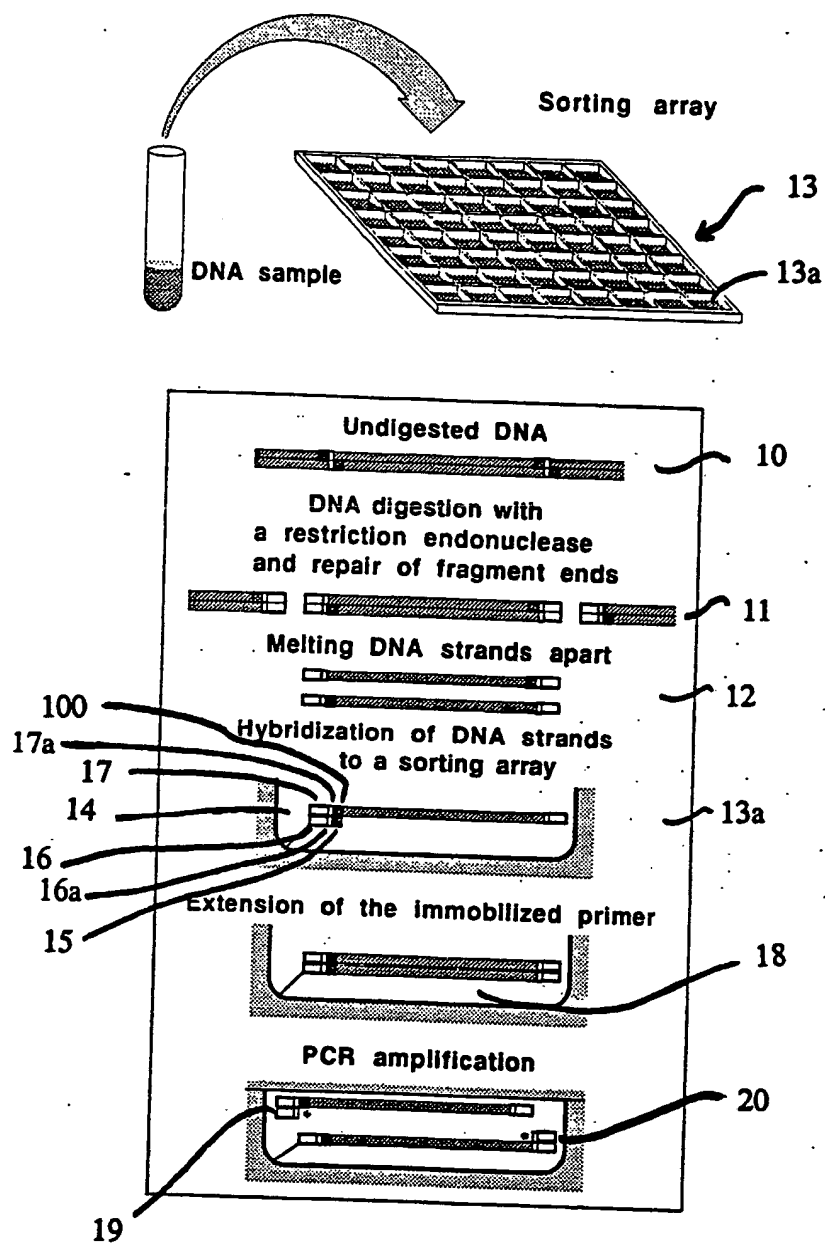 Sorting array
13
DNA sample
13a
Undigested DNA
10
DNA digestion with
a restriction endonuclease
and repair of fragment ends
11
Melting DNA strands apart
12
100
Hybridization of DNA strands
17a
to a sorting array
17
14
13a
16
16a
Extension of the immobilized primer
15
18
PCR amplification
20
19